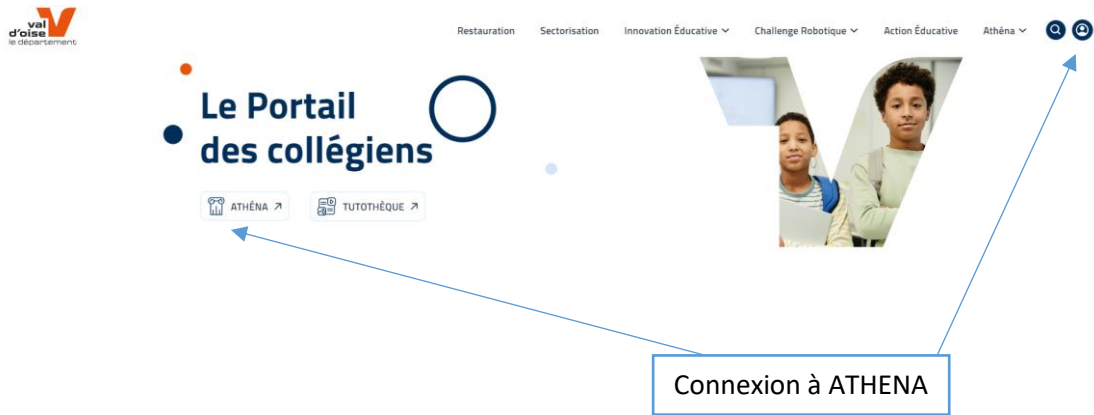 val
d'oise
le département
Restauration Sectorisation Innovation Éducative Challenge Robotique Action Éducative Athéna
Le Portail
des collégiens
ATHÉNA TUTOTHÈQUE
Connexion à ATHENA